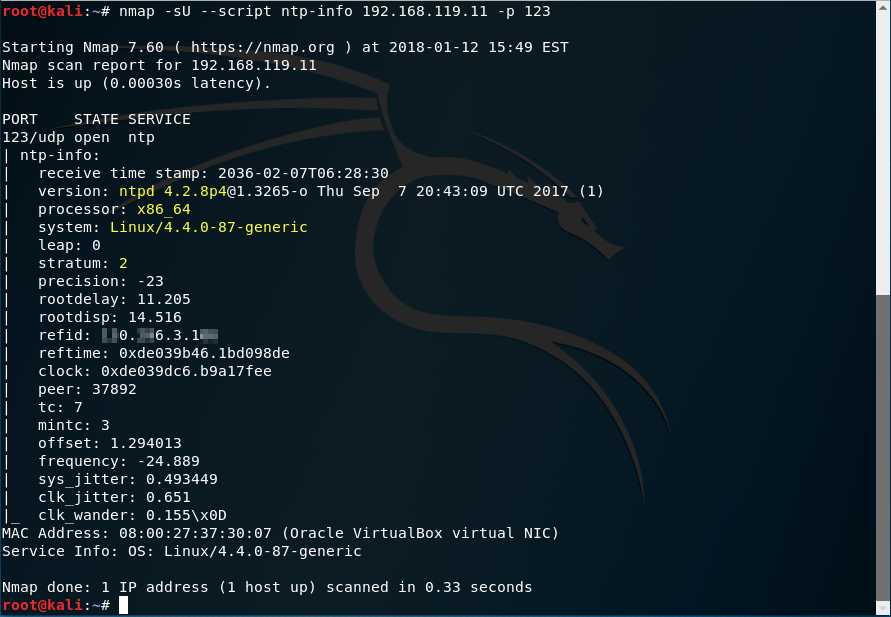 root@kali:~# nmap -sU --script ntp-info 192.168.119.11 -p 123
Starting Nmap 7.60 ( https://nmap.org ) at 2018-01-12 15:49 EST
Nmap scan report for 192.168.119.11
Host is up (0.00030s latency).
PORT    STATE SERVICE
123/udp open  ntp
| ntp-info:
|   receive time stamp: 2036-02-07T06:28:30
|   version: ntpd 4.2.8p4@1.3265-o Thu Sep  7 20:43:09 UTC 2017 (1)
|   processor: x86_64
|   system: Linux/4.4.0-87-generic
|   leap: 0
|   stratum: 2
|   precision: -23
|   rootdelay: 11.205
|   rootdisp: 14.516
|   refid:
|   reftime: 0xde039b46.1bd098de
|   clock: 0xde039dc6.b9a17fee
|   peer: 37892
|   tc: 7
|   mintc: 3
|   offset: 1.294013
|   frequency: -24.889
|   sys_jitter: 0.493449
|   clk_jitter: 0.651
|_  clk_wander: 0.155\x0D
MAC Address: 08:00:27:37:30:07 (Oracle VirtualBox virtual NIC)
Service Info: OS: Linux/4.4.0-87-generic
Nmap done: 1 IP address (1 host up) scanned in 0.33 seconds
root@kali:~#